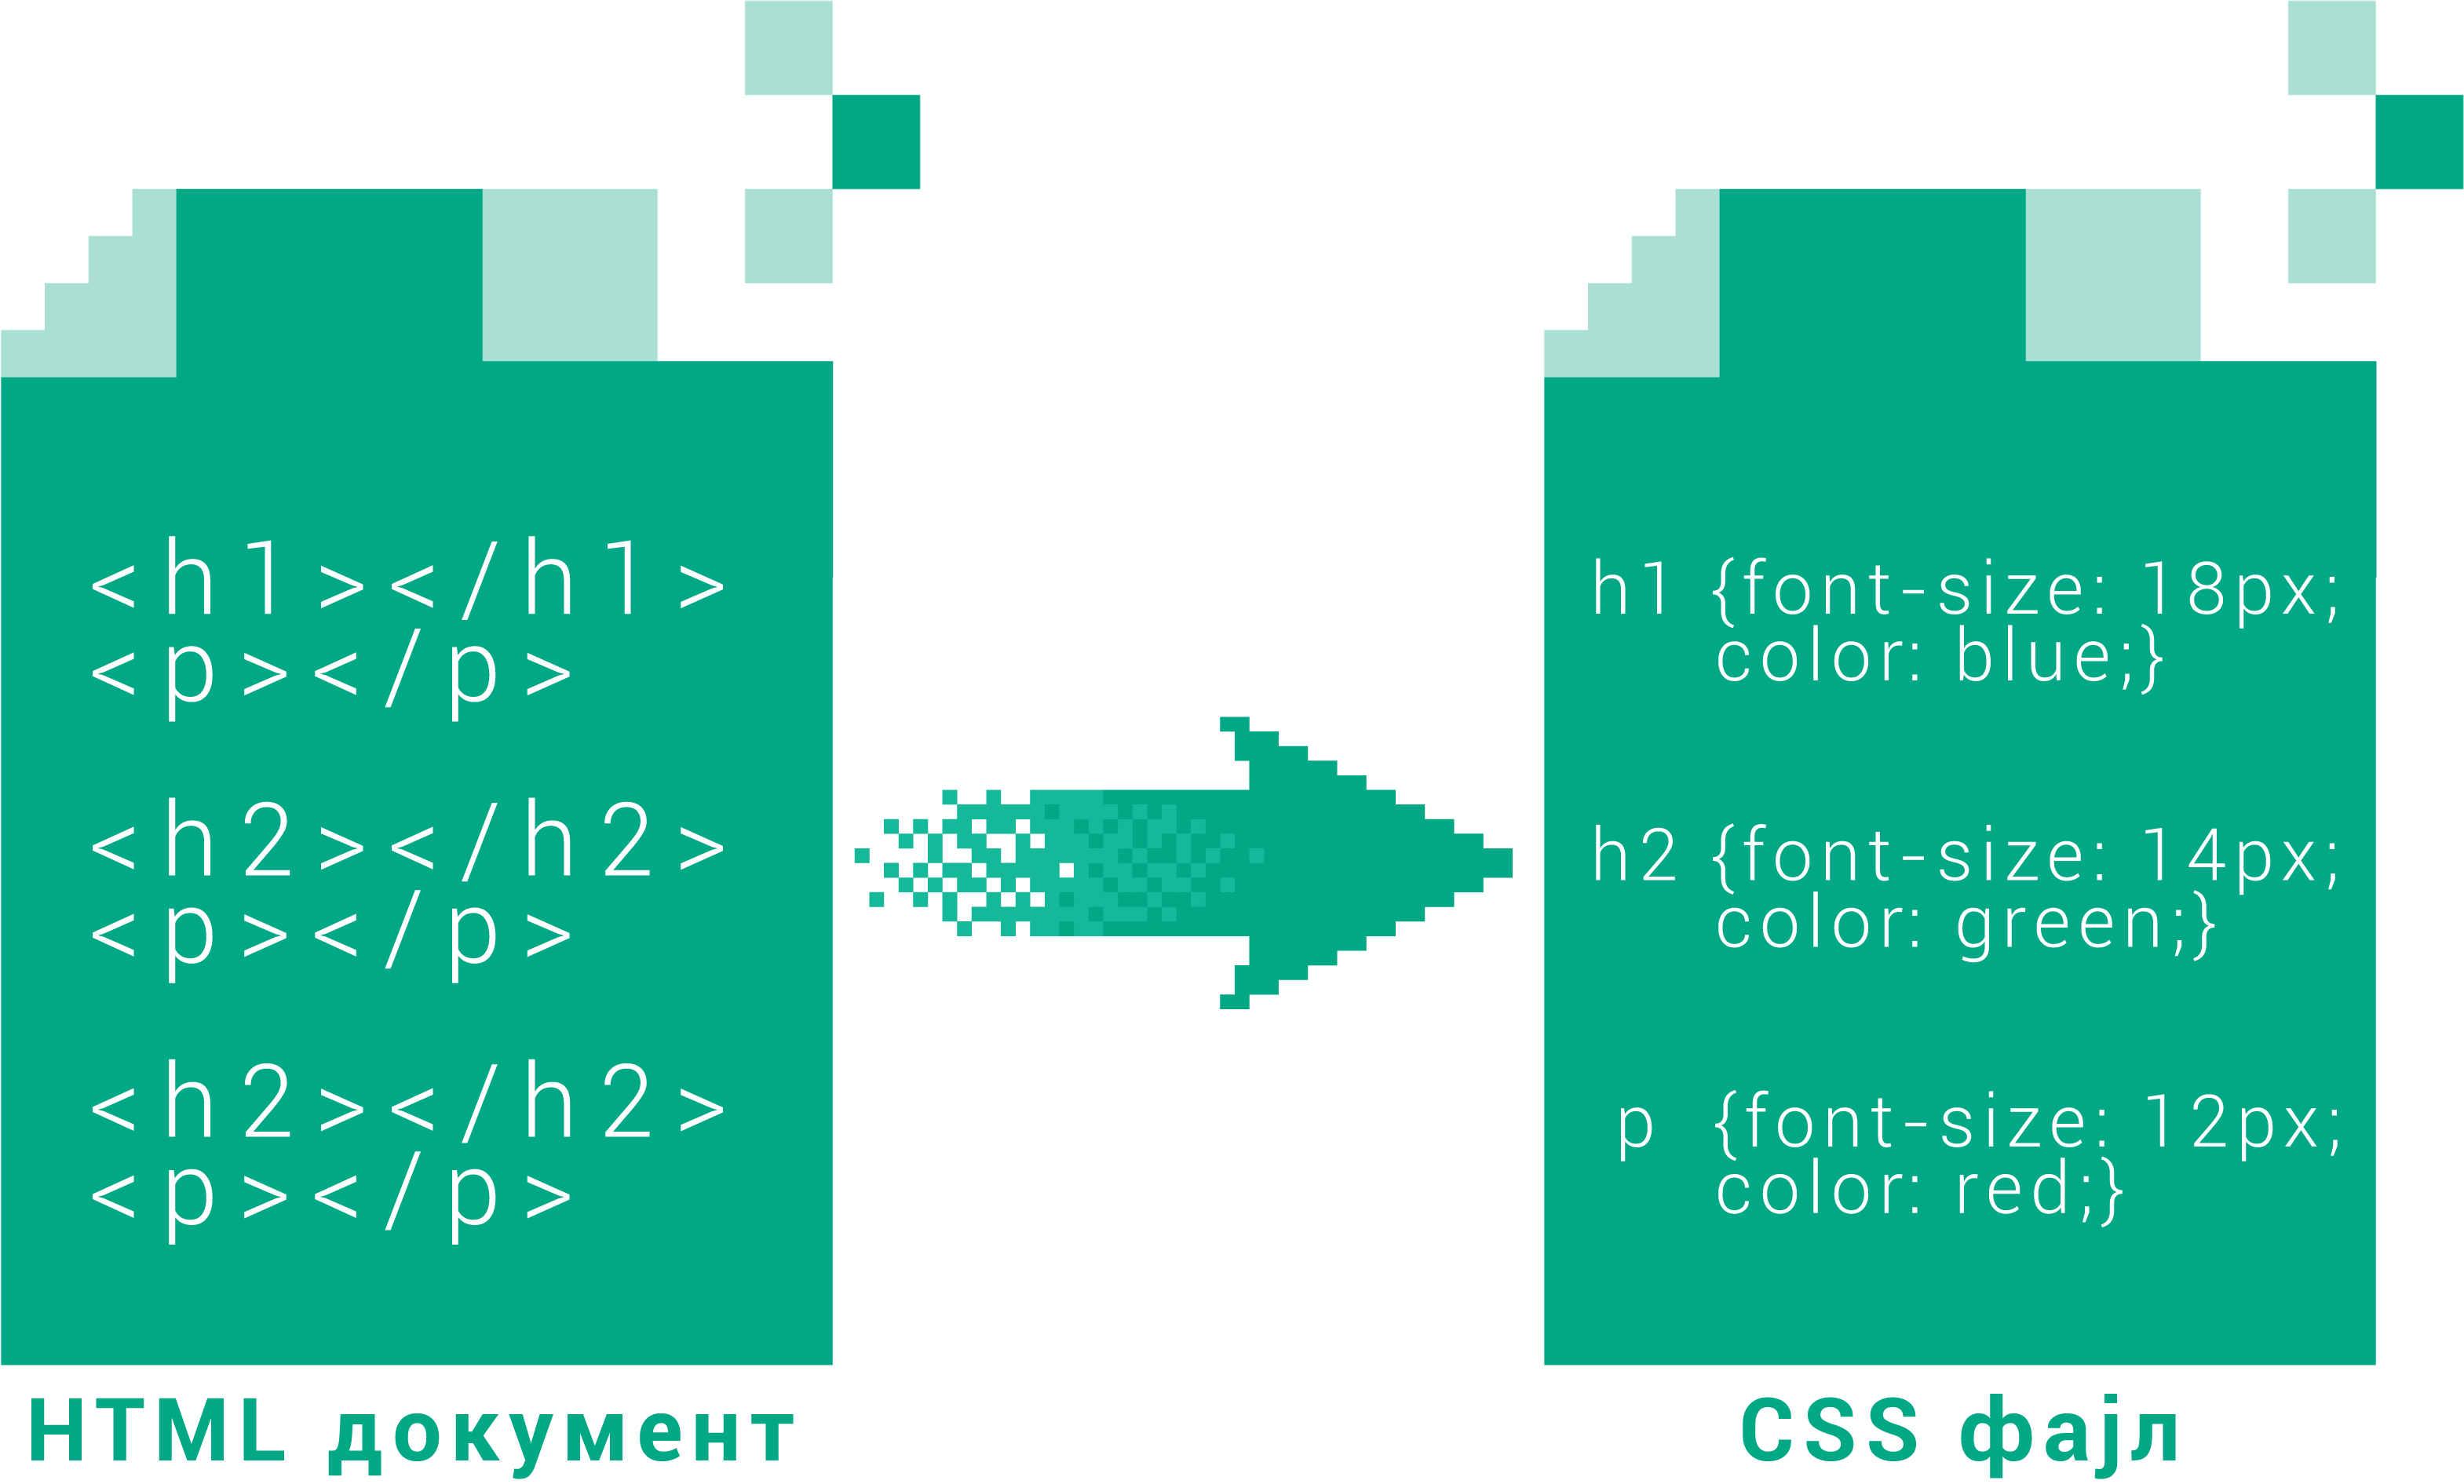 <h1></h1>
<p></p>
<h2></h2>
<p></p>
<h2></h2>
<p></p>
HTML документ
h1 {font-size: 18px;
color: blue;}
h2 {font-size: 14px;
color: green;}
p {font-size: 12px;
color: red;}
CSS фајл